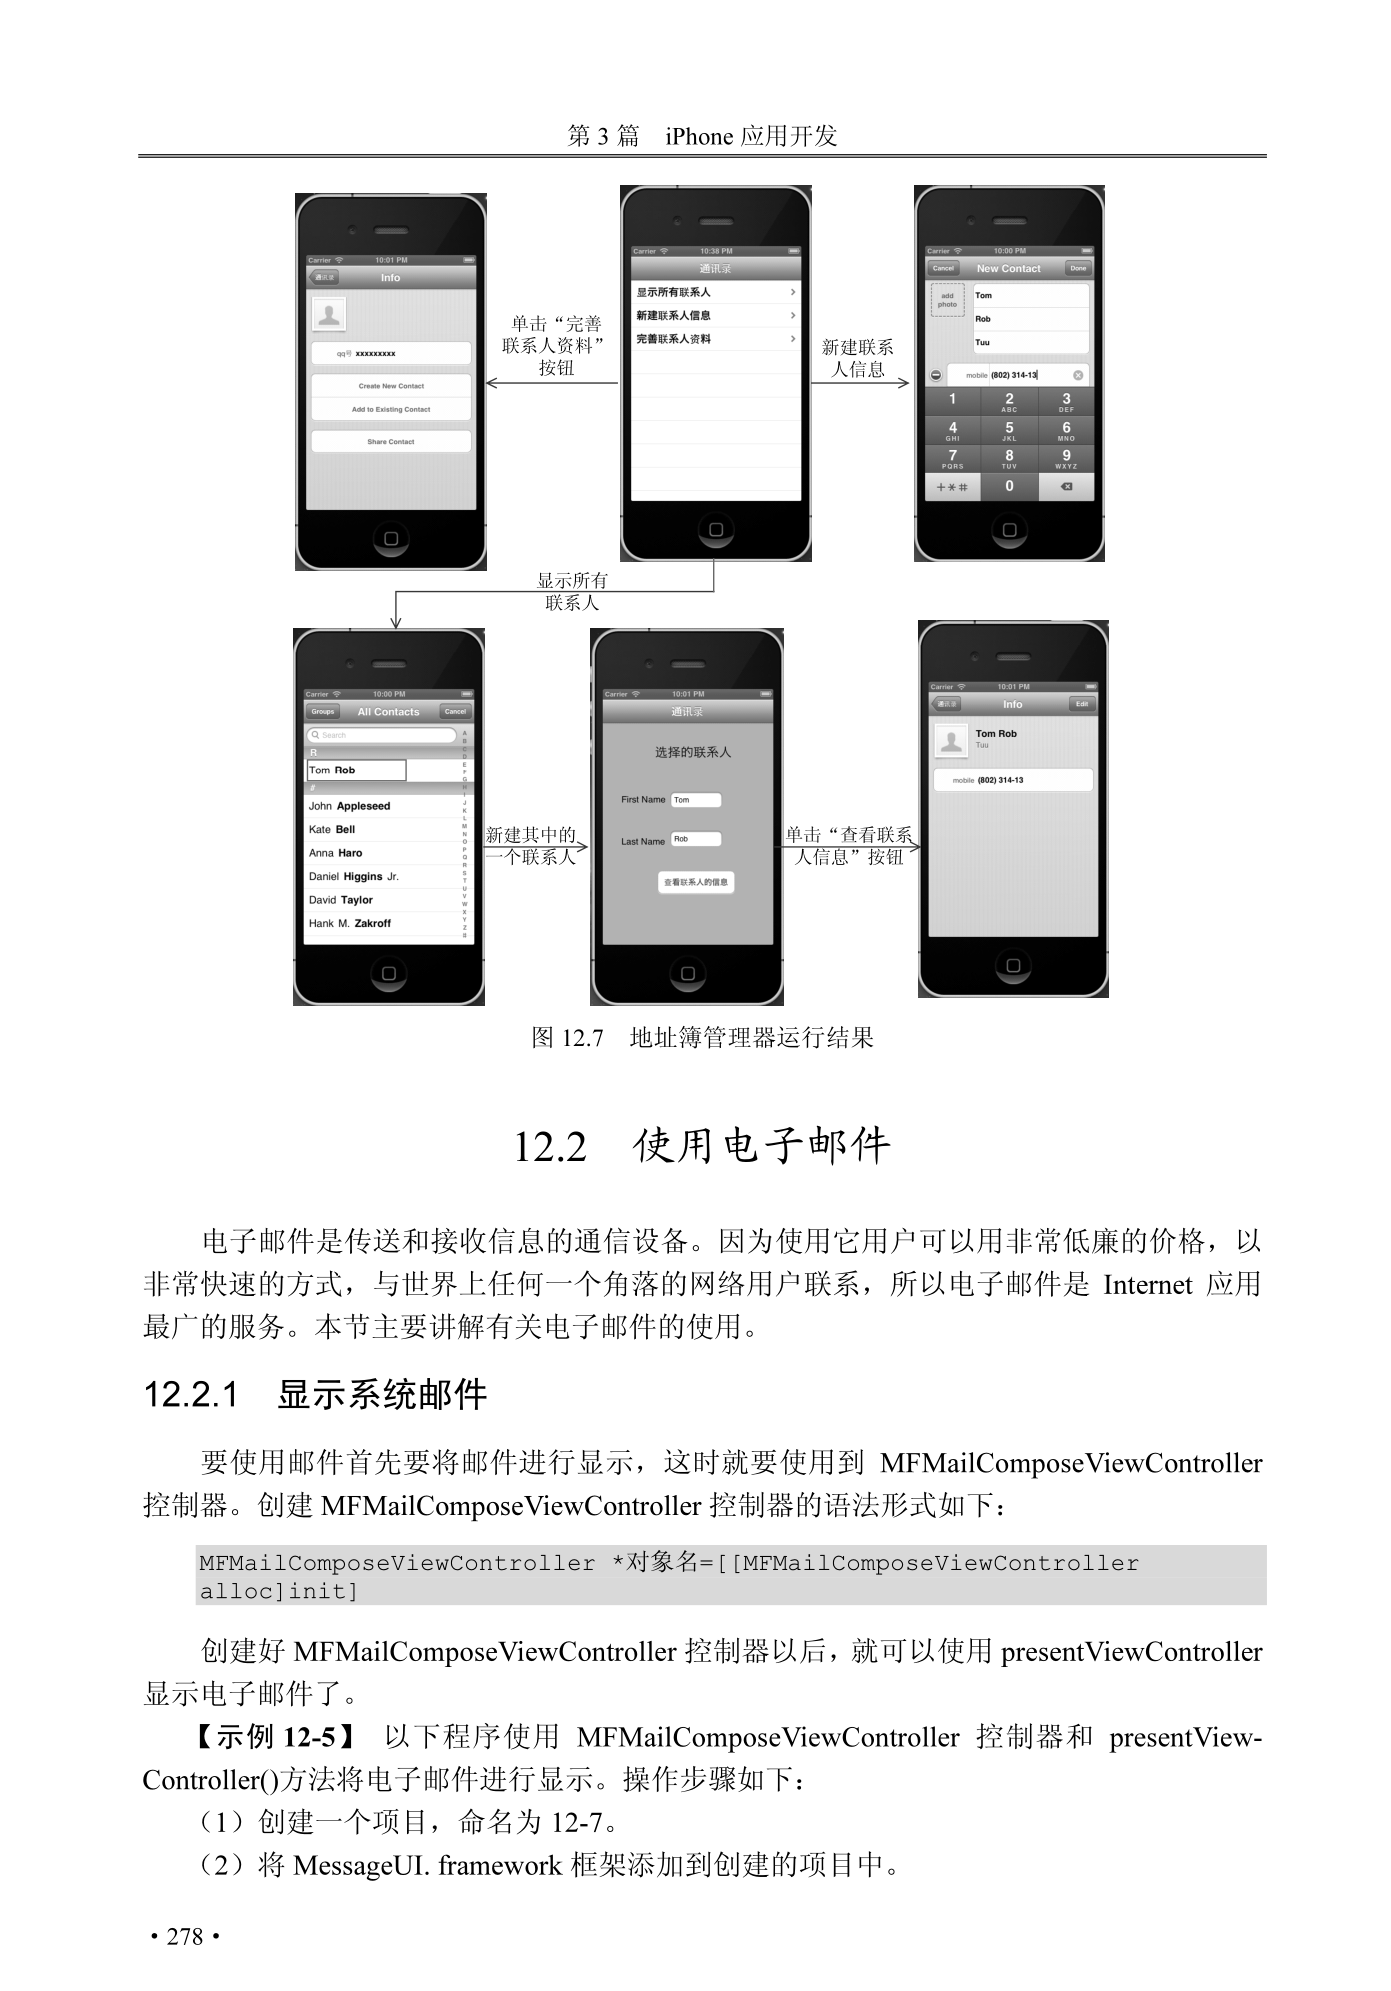 第 3 篇 iPhone 应用开发
Carrier 10:01 PM
通讯录 Info
qq号 xxxxxxxxx
Create New Contact
Add to Existing Contact
Share Contact
单击“完善
联系人资料”
按钮
Carrier 10:38 PM
通讯录
显示所有联系人
新建联系人信息
完善联系人资料
新建联系
人信息
Carrier 10:00 PM
Cancel New Contact Done
add
photo
Tom
Rob
Tuu
mobile (802) 314-13
1 2 3
ABC DEF
4 5 6
GHI JKL MNO
7 8 9
PQRS TUV WXYZ
+*# 0
显示所有
联系人
Carrier 10:00 PM
Groups All Contacts Cancel
Search
R
Tom Rob
#
John Appleseed
Kate Bell
Anna Haro
Daniel Higgins Jr.
David Taylor
Hank M. Zakroff
A
B
C
D
E
F
G
H
I
J
K
L
M
N
O
P
Q
R
S
T
U
V
W
X
Y
Z
#
新建其中的
一个联系人
Carrier 10:01 PM
通讯录
选择的联系人
First Name Tom
Last Name Rob
查看联系人的信息
单击“查看联系
人信息”按钮
Carrier 10:01 PM
通讯录 Info Edit
Tom Rob
Tuu
mobile (802) 314-13
图 12.7 地址簿管理器运行结果
12.2 使用电子邮件
电子邮件是传送和接收信息的通信设备。因为使用它用户可以用非常低廉的价格，以
非常快速的方式，与世界上任何一个角落的网络用户联系，所以电子邮件是 Internet 应用
最广的服务。本节主要讲解有关电子邮件的使用。
12.2.1 显示系统邮件
要使用邮件首先要将邮件进行显示，这时就要使用到 MFMailComposeViewController
控制器。创建 MFMailComposeViewController 控制器的语法形式如下：
MFMailComposeViewController *对象名=[[MFMailComposeViewController
alloc]init]
创建好 MFMailComposeViewController 控制器以后，就可以使用 presentViewController
显示电子邮件了。
【示例 12-5】 以下程序使用 MFMailComposeViewController 控制器和 presentView-
Controller()方法将电子邮件进行显示。操作步骤如下：
（1）创建一个项目，命名为 12-7。
（2）将 MessageUI. framework 框架添加到创建的项目中。
• 278 •